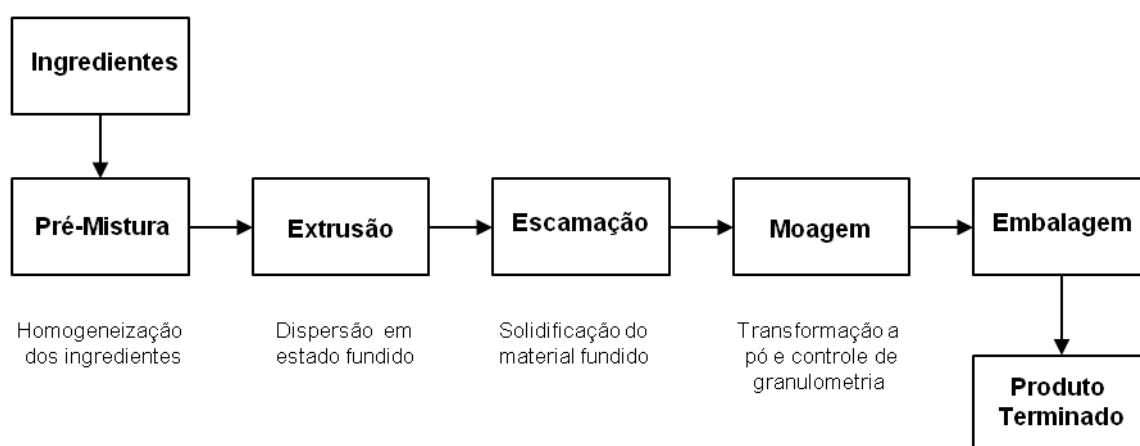 Ingredientes
Pré-Mistura
Extrusão
Escamação
Moagem
Embalagem
Homogeneização
dos ingredientes
Dispersão em
estado fundido
Solidificação do
material fundido
Transformação a
pó e controle de
granulometria
Produto
Terminado